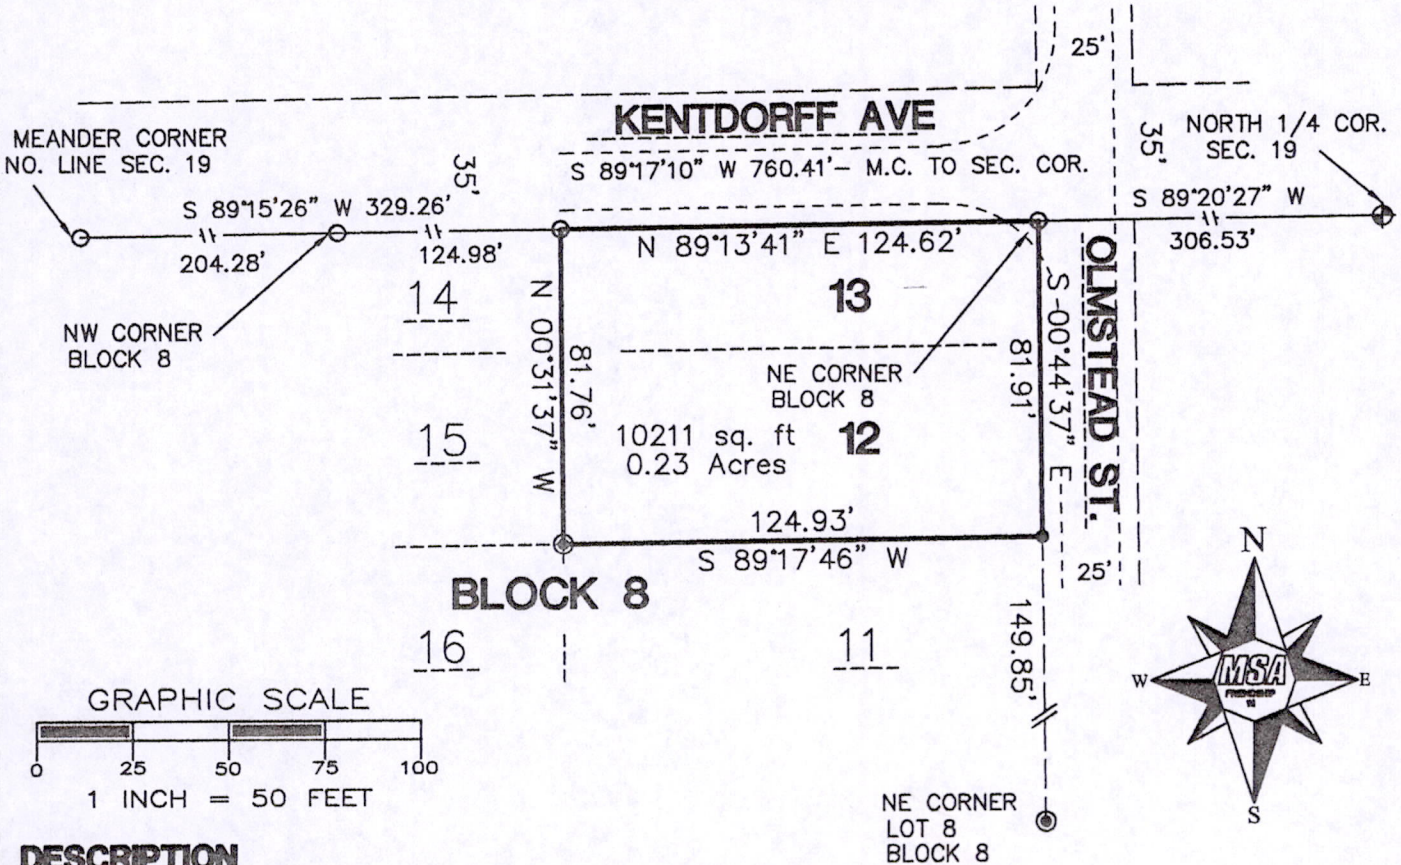 25'
KENTDORFF AVE
MEANDER CORNER
NO. LINE SEC. 19
35'
S 89°17'10" W 760.41'- M.C. TO SEC. COR.
35'
NORTH 1/4 COR.
SEC. 19
S 89°15'26" W 329.26'
S 89°20'27" W
204.28'
124.98'
N 89°13'41" E 124.62'
306.53'
14
13
NW CORNER
BLOCK 8
N 00°31'37" W
81.76'
NE CORNER
BLOCK 8
81.91'
S 00°44'37" E
OLMSTEAD ST.
15
10211 sq. ft
0.23 Acres
12
124.93'
S 89°17'46" W
25'
BLOCK 8
16
11
149.85'
N
W
MSA
FRIENDSHIP
WI
E
S
GRAPHIC SCALE
0 25 50 75 100
1 INCH = 50 FEET
NE CORNER
LOT 8
BLOCK 8
DESCRIPTION